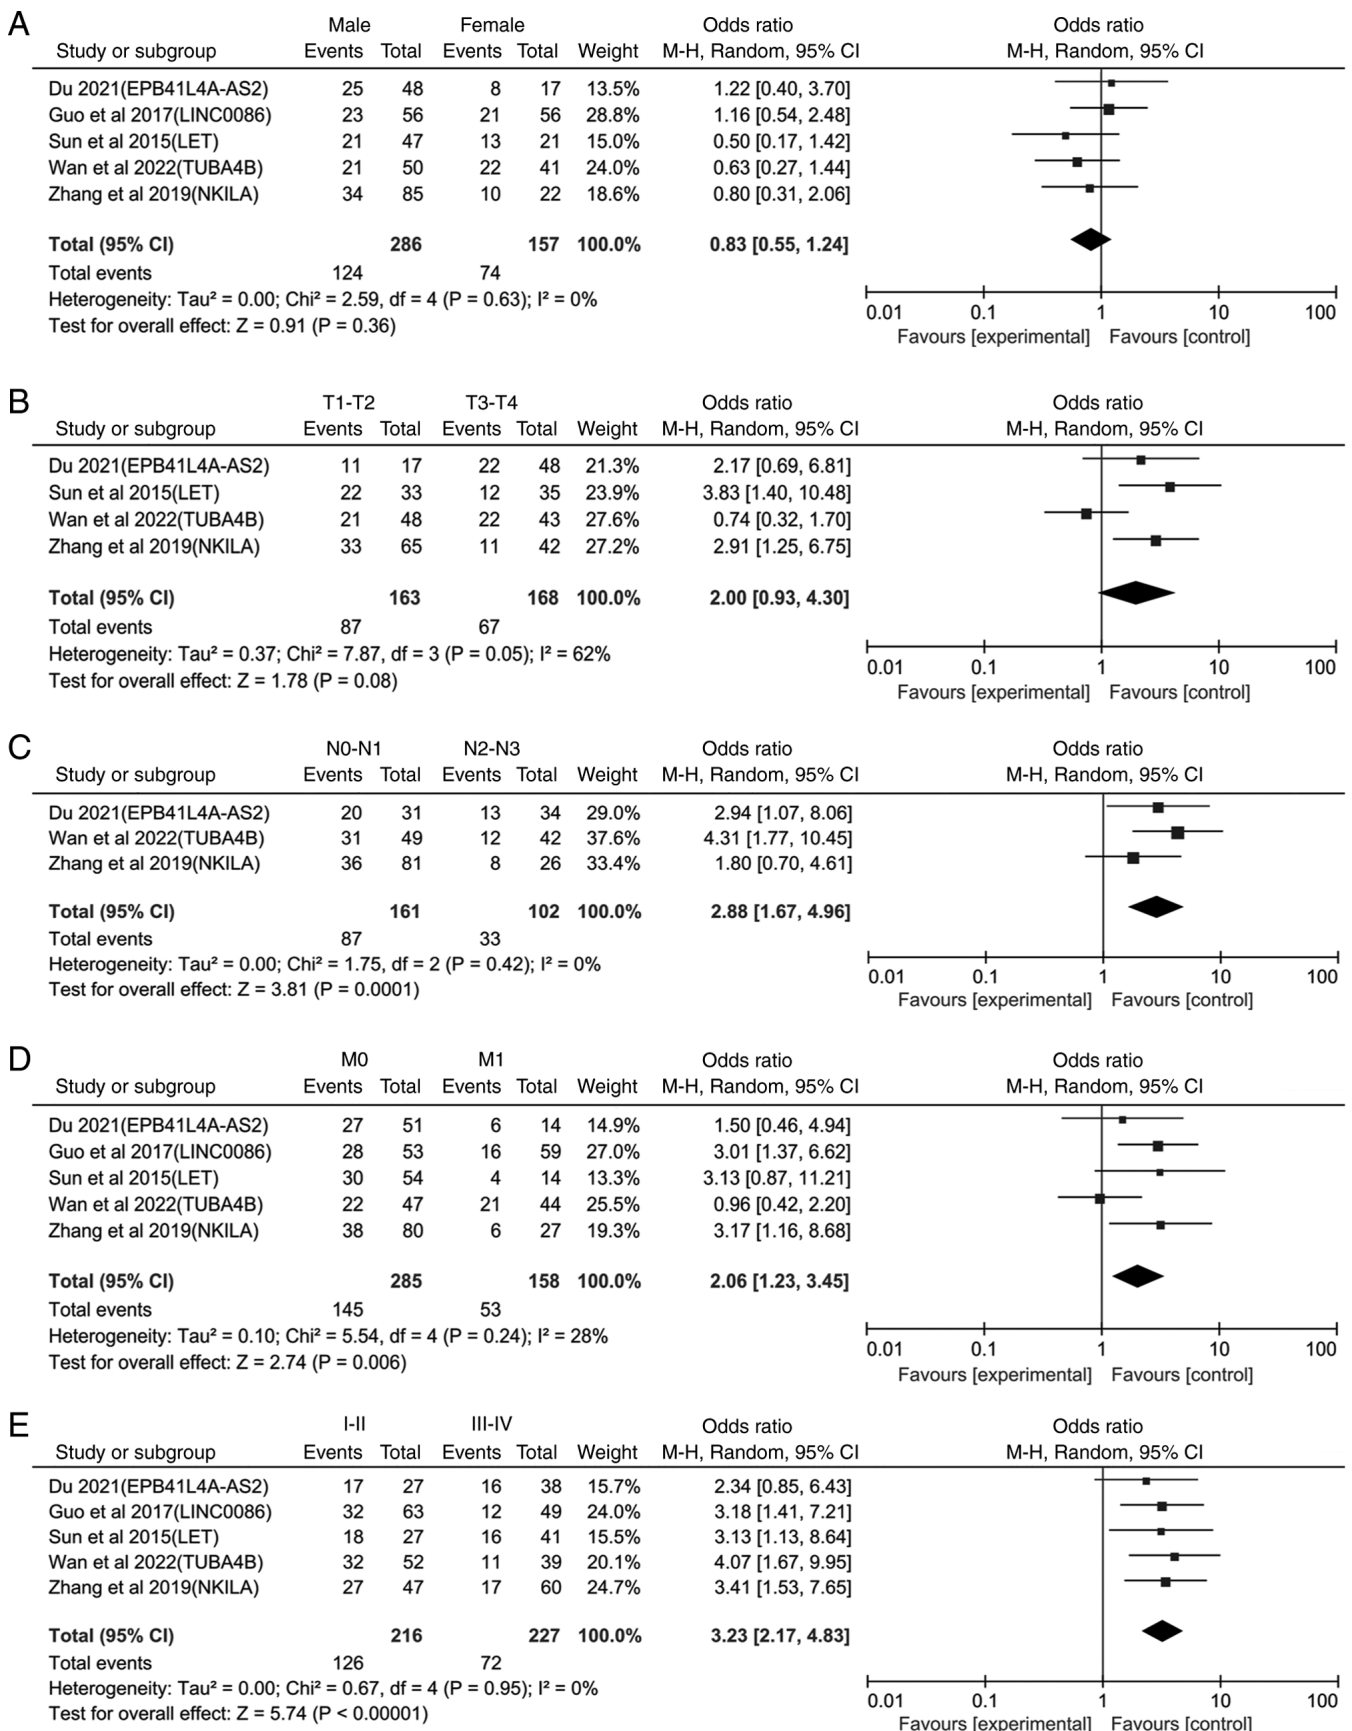 A
Male Female Odds ratio Odds ratio
Study or subgroup Events Total Events Total Weight M-H, Random, 95% CI M-H, Random, 95% CI
Du 2021(EPB41L4A-AS2) 25 48 8 17 13.5% 1.22 [0.40, 3.70]
Guo et al 2017(LINC0086) 23 56 21 56 28.8% 1.16 [0.54, 2.48]
Sun et al 2015(LET) 21 47 13 21 15.0% 0.50 [0.17, 1.42]
Wan et al 2022(TUBA4B) 21 50 22 41 24.0% 0.63 [0.27, 1.44]
Zhang et al 2019(NKILA) 34 85 10 22 18.6% 0.80 [0.31, 2.06]
Total (95% CI) 286 157 100.0% 0.83 [0.55, 1.24]
Total events 124 74
Heterogeneity: Tau² = 0.00; Chi² = 2.59, df = 4 (P = 0.63); I² = 0%
Test for overall effect: Z = 0.91 (P = 0.36)
0.01 0.1 1 10 100
Favours [experimental] Favours [control]
B
T1-T2 T3-T4 Odds ratio Odds ratio
Study or subgroup Events Total Events Total Weight M-H, Random, 95% CI M-H, Random, 95% CI
Du 2021(EPB41L4A-AS2) 11 17 22 48 21.3% 2.17 [0.69, 6.81]
Sun et al 2015(LET) 22 33 12 35 23.9% 3.83 [1.40, 10.48]
Wan et al 2022(TUBA4B) 21 48 22 43 27.6% 0.74 [0.32, 1.70]
Zhang et al 2019(NKILA) 33 65 11 42 27.2% 2.91 [1.25, 6.75]
Total (95% CI) 163 168 100.0% 2.00 [0.93, 4.30]
Total events 87 67
Heterogeneity: Tau² = 0.37; Chi² = 7.87, df = 3 (P = 0.05); I² = 62%
Test for overall effect: Z = 1.78 (P = 0.08)
0.01 0.1 1 10 100
Favours [experimental] Favours [control]
C
N0-N1 N2-N3 Odds ratio Odds ratio
Study or subgroup Events Total Events Total Weight M-H, Random, 95% CI M-H, Random, 95% CI
Du 2021(EPB41L4A-AS2) 20 31 13 34 29.0% 2.94 [1.07, 8.06]
Wan et al 2022(TUBA4B) 31 49 12 42 37.6% 4.31 [1.77, 10.45]
Zhang et al 2019(NKILA) 36 81 8 26 33.4% 1.80 [0.70, 4.61]
Total (95% CI) 161 102 100.0% 2.88 [1.67, 4.96]
Total events 87 33
Heterogeneity: Tau² = 0.00; Chi² = 1.75, df = 2 (P = 0.42); I² = 0%
Test for overall effect: Z = 3.81 (P = 0.0001)
0.01 0.1 1 10 100
Favours [experimental] Favours [control]
D
M0 M1 Odds ratio Odds ratio
Study or subgroup Events Total Events Total Weight M-H, Random, 95% CI M-H, Random, 95% CI
Du 2021(EPB41L4A-AS2) 27 51 6 14 14.9% 1.50 [0.46, 4.94]
Guo et al 2017(LINC0086) 28 53 16 59 27.0% 3.01 [1.37, 6.62]
Sun et al 2015(LET) 30 54 4 14 13.3% 3.13 [0.87, 11.21]
Wan et al 2022(TUBA4B) 22 47 21 44 25.5% 0.96 [0.42, 2.20]
Zhang et al 2019(NKILA) 38 80 6 27 19.3% 3.17 [1.16, 8.68]
Total (95% CI) 285 158 100.0% 2.06 [1.23, 3.45]
Total events 145 53
Heterogeneity: Tau² = 0.10; Chi² = 5.54, df = 4 (P = 0.24); I² = 28%
Test for overall effect: Z = 2.74 (P = 0.006)
0.01 0.1 1 10 100
Favours [experimental] Favours [control]
E
I-II III-IV Odds ratio Odds ratio
Study or subgroup Events Total Events Total Weight M-H, Random, 95% CI M-H, Random, 95% CI
Du 2021(EPB41L4A-AS2) 17 27 16 38 15.7% 2.34 [0.85, 6.43]
Guo et al 2017(LINC0086) 32 63 12 49 24.0% 3.18 [1.41, 7.21]
Sun et al 2015(LET) 18 27 16 41 15.5% 3.13 [1.13, 8.64]
Wan et al 2022(TUBA4B) 32 52 11 39 20.1% 4.07 [1.67, 9.95]
Zhang et al 2019(NKILA) 27 47 17 60 24.7% 3.41 [1.53, 7.65]
Total (95% CI) 216 227 100.0% 3.23 [2.17, 4.83]
Total events 126 72
Heterogeneity: Tau² = 0.00; Chi² = 0.67, df = 4 (P = 0.95); I² = 0%
Test for overall effect: Z = 5.74 (P < 0.00001)
0.01 0.1 1 10 100
Favours [experimental] Favours [control]